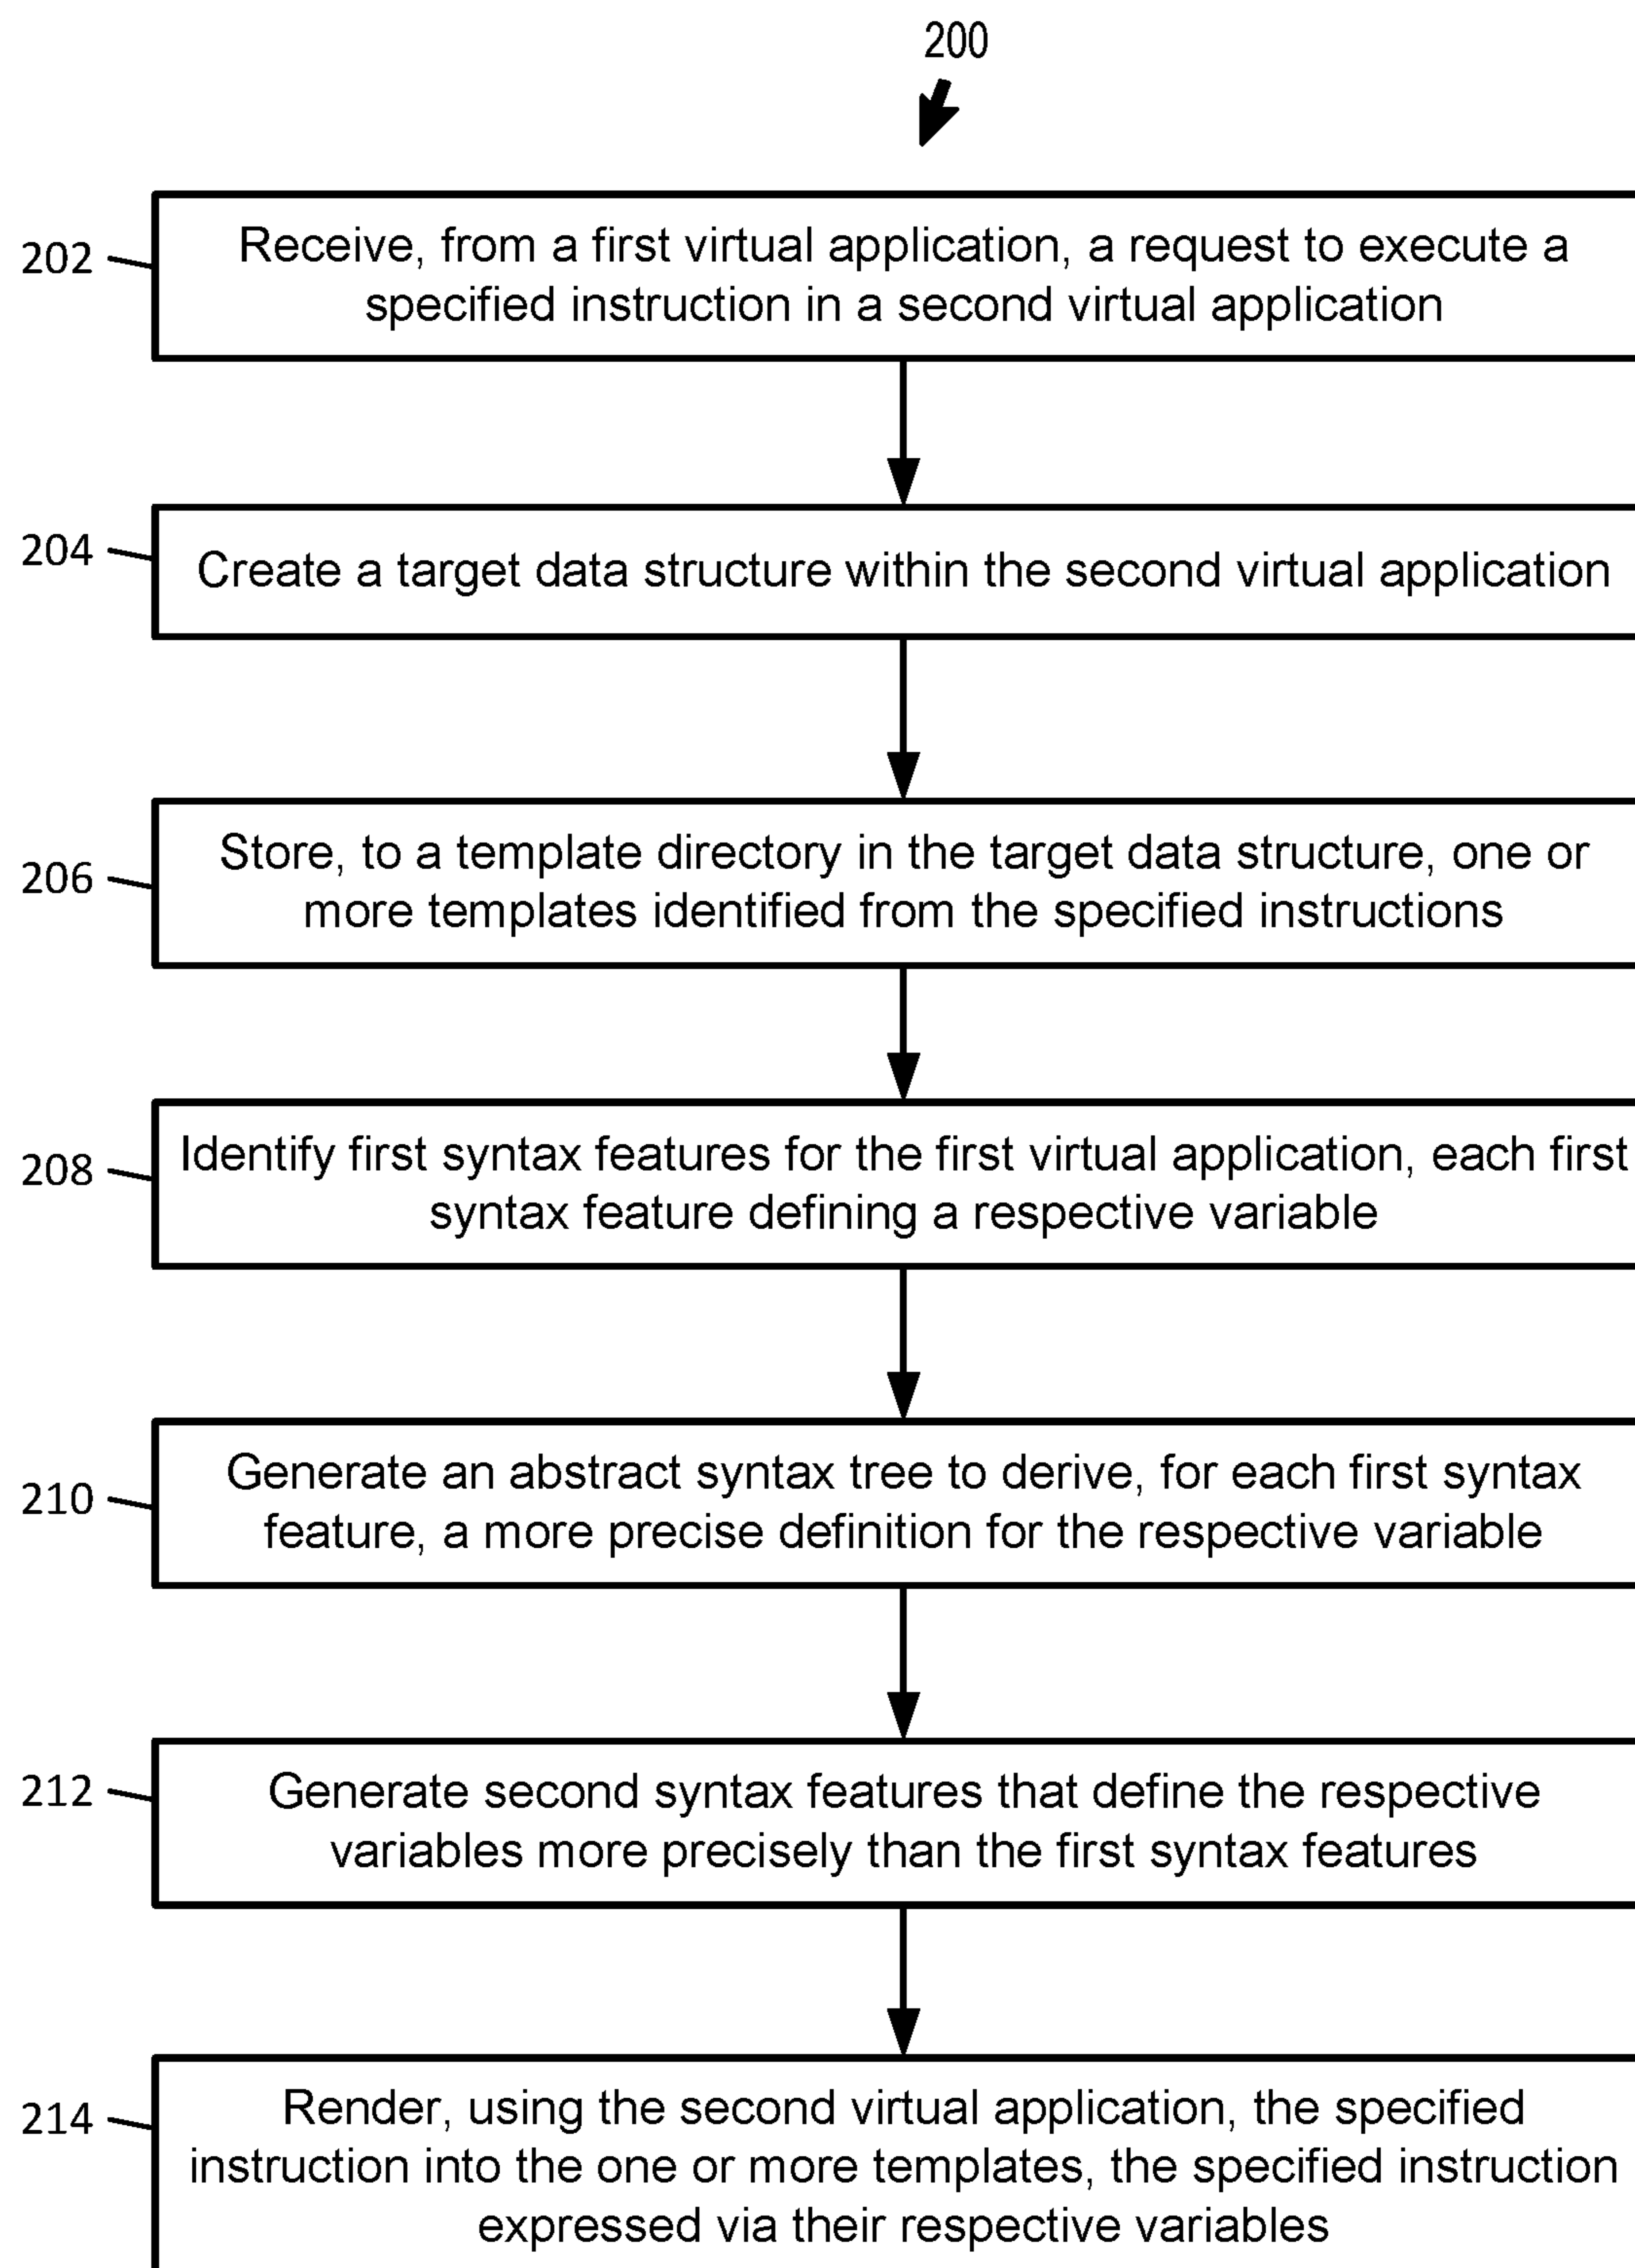 200
202
Receive, from a first virtual application, a request to execute a
specified instruction in a second virtual application
204
Create a target data structure within the second virtual application
206
Store, to a template directory in the target data structure, one or
more templates identified from the specified instructions
208
Identify first syntax features for the first virtual application, each first
syntax feature defining a respective variable
210
Generate an abstract syntax tree to derive, for each first syntax
feature, a more precise definition for the respective variable
212
Generate second syntax features that define the respective
variables more precisely than the first syntax features
214
Render, using the second virtual application, the specified
instruction into the one or more templates, the specified instruction
expressed via their respective variables